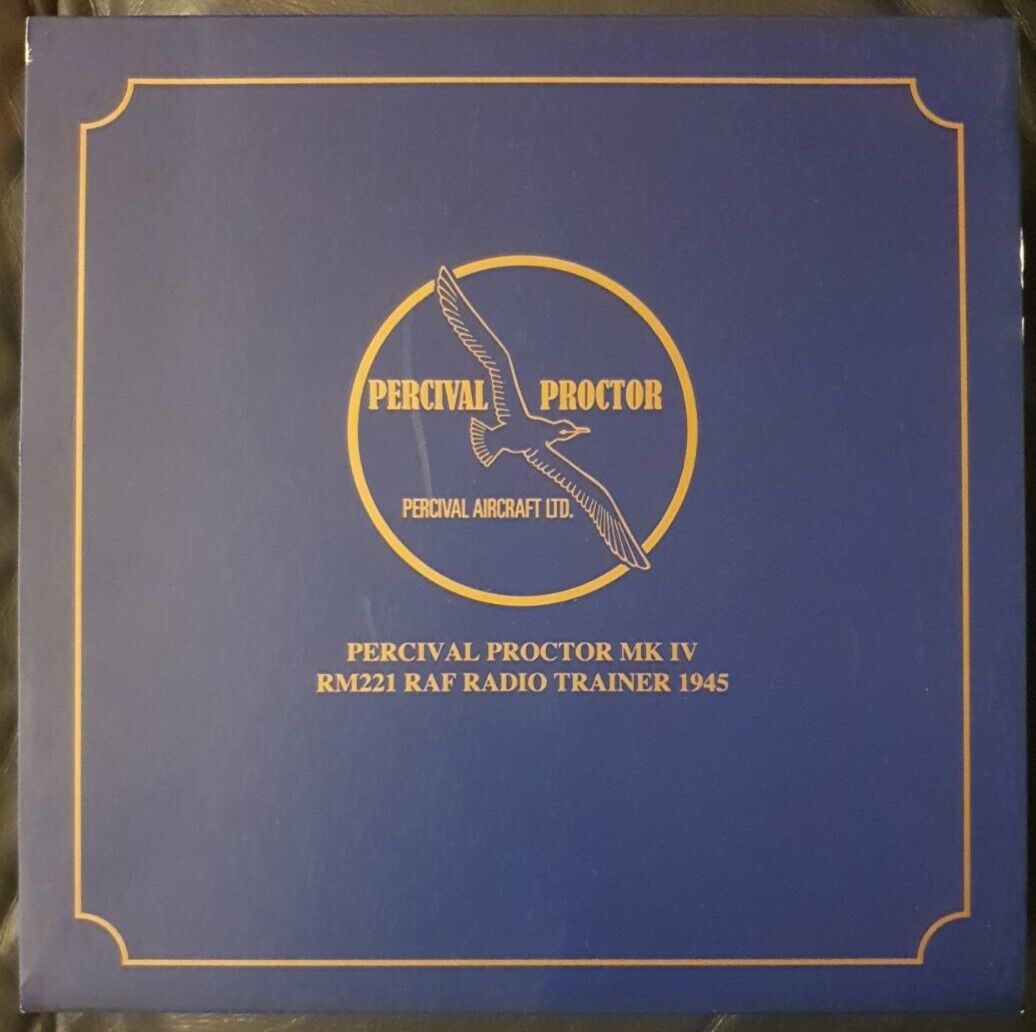 PERCIVAL PROCTOR
PERCIVAL AIRCRAFT LTD.
PERCIVAL PROCTOR MK IV
RM221 RAF RADIO TRAINER 1945